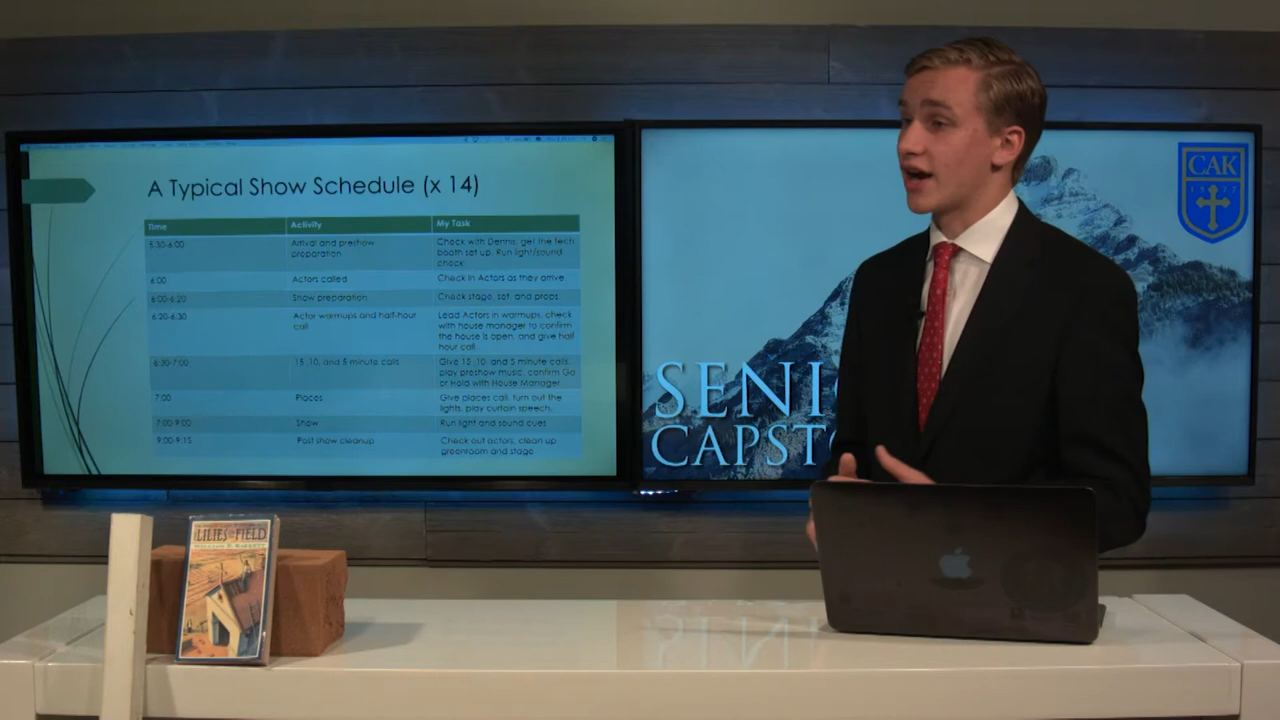 A Typical Show Schedule (x 14)
Time Activity My Task
5:30-6:00 Arrival and preshow preparation Check with Dennis, get the tech booth set up. Run light/sound check.
6:00 Actors called Check in Actors as they arrive.
6:00-6:20 Show preparation Check stage, set, and props.
6:20-6:30 Actor warmups and half-hour call Lead Actors in warmups, check with house manager to confirm the house is open, and give half hour call.
6:30-7:00 15, 10, and 5 minute calls Give 15, 10, and 5 minute calls, play preshow music, confirm Go or Hold with House Manager
7:00 Places Give places call, turn out the lights, play curtain speech.
7:00-9:00 Show Run light and sound cues
9:00-9:15 Post show cleanup Check out actors, clean up greenroom and stage
CAK
1977
SENI
CAPST
LILIES FIELD